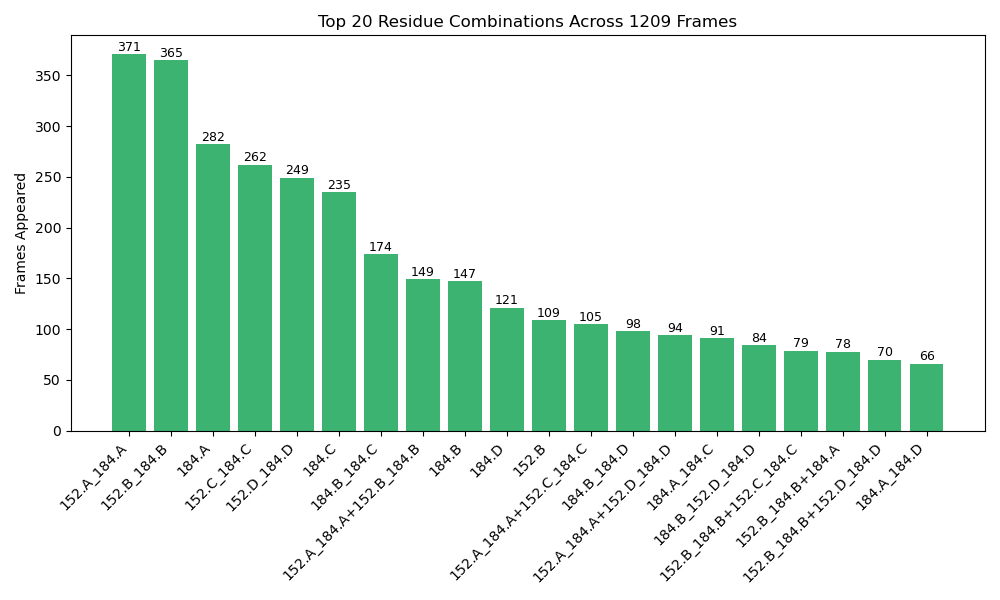 Top 20 Residue Combinations Across 1209 Frames
Frames Appeared
350
300
250
200
150
100
50
0
371
365
282
262
249
235
174
149
147
121
109
105
98
94
91
84
79
78
70
66
152.A_184.A
152.B_184.B
184.A
152.C_184.C
152.D_184.D
184.C
184.B_184.C
152.A_184.A+152.B_184.B
184.B
184.D
152.B
152.A_184.A+152.C_184.C
184.B_184.D
152.A_184.A+152.D_184.D
184.A_184.C
184.B_152.D_184.D
152.B_184.B+152.C_184.C
152.B_184.B+184.A
152.B_184.B+152.D_184.D
184.A_184.D